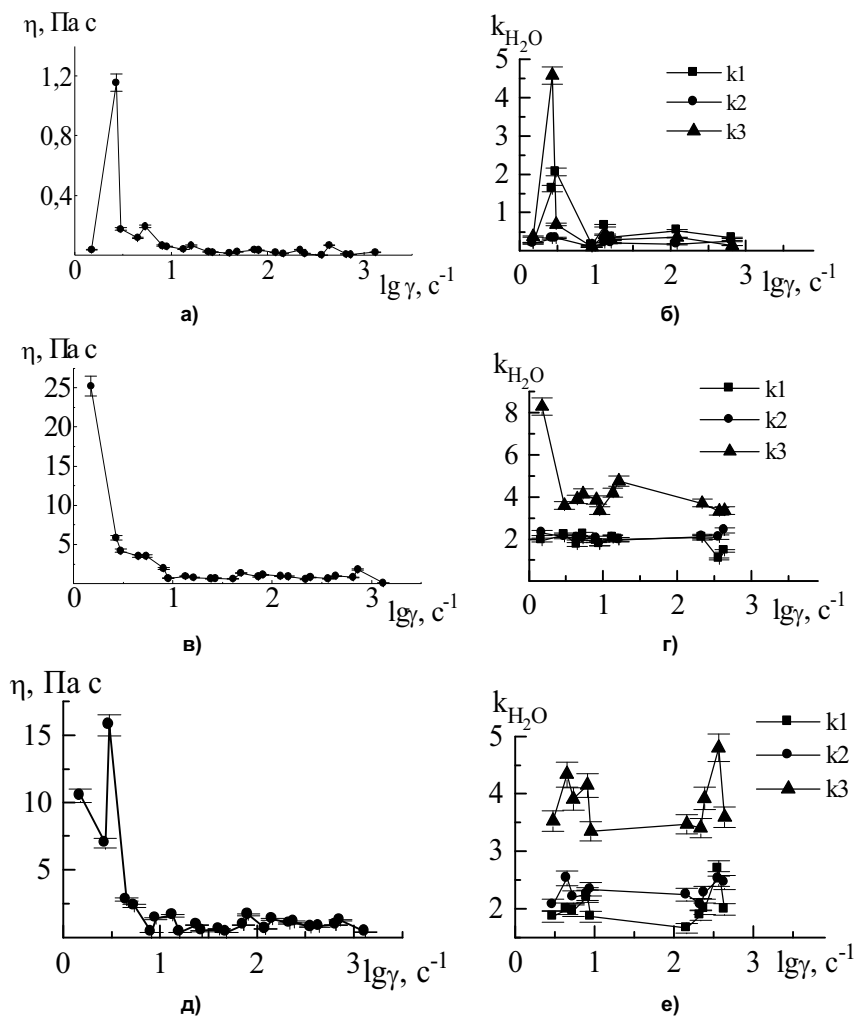 η, Па с
1,2
0,8
0,4
0 1 2 3
lg γ, с⁻¹
а)
k_H₂O
5
4
3
2
1
0 1 2 3
lgγ, с⁻¹
k1
k2
k3
б)
η, Па с
25
20
15
10
5
0 1 2 3
lgγ, с⁻¹
в)
k_H₂O
8
6
4
2
0 1 2 3
lgγ, с⁻¹
k1
k2
k3
г)
η, Па с
15
10
5
0 1 2 3
lgγ, с⁻¹
д)
k_H₂O
5
4
3
2
0 1 2 3
lgγ, с⁻¹
k1
k2
k3
е)